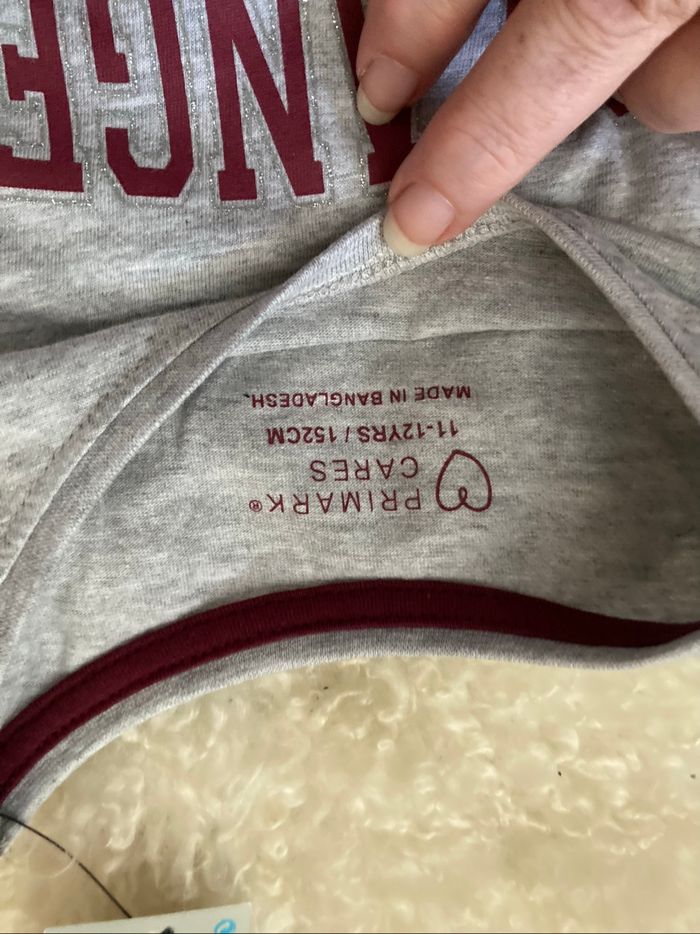 PRIMARK®
CARES
11-12YRS / 152CM
MADE IN BANGLADESH